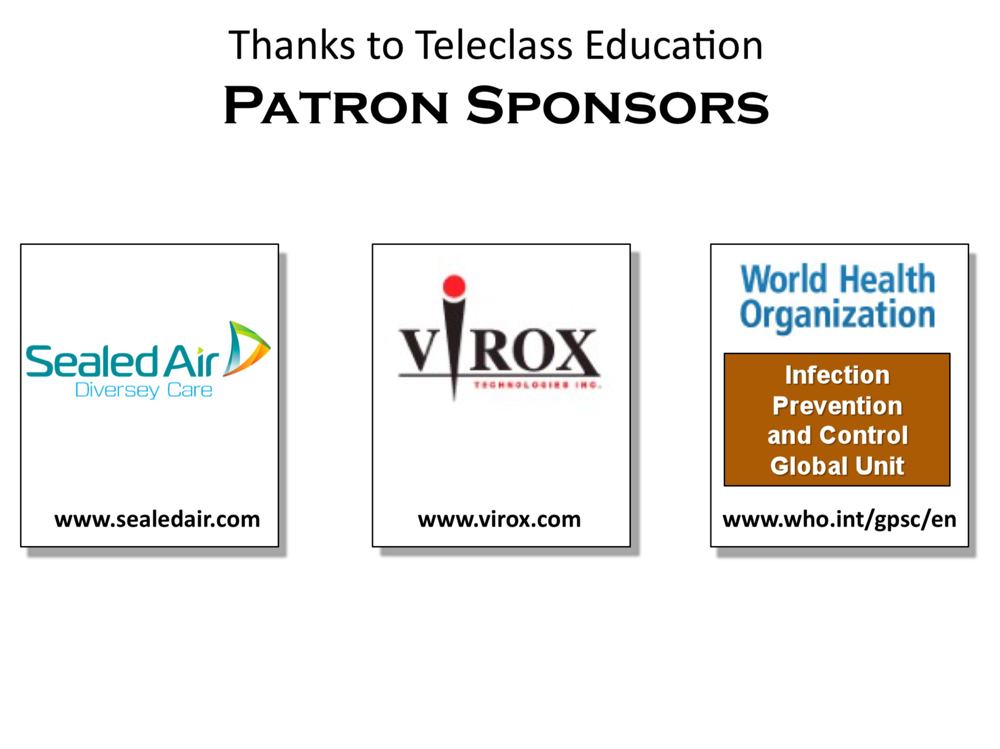 Thanks to Teleclass Education
PATRON SPONSORS
Sealed Air
Diversey Care
www.sealedair.com
VIROX
TECHNOLOGIES INC.
www.virox.com
World Health
Organization
Infection
Prevention
and Control
Global Unit
www.who.int/gpsc/en